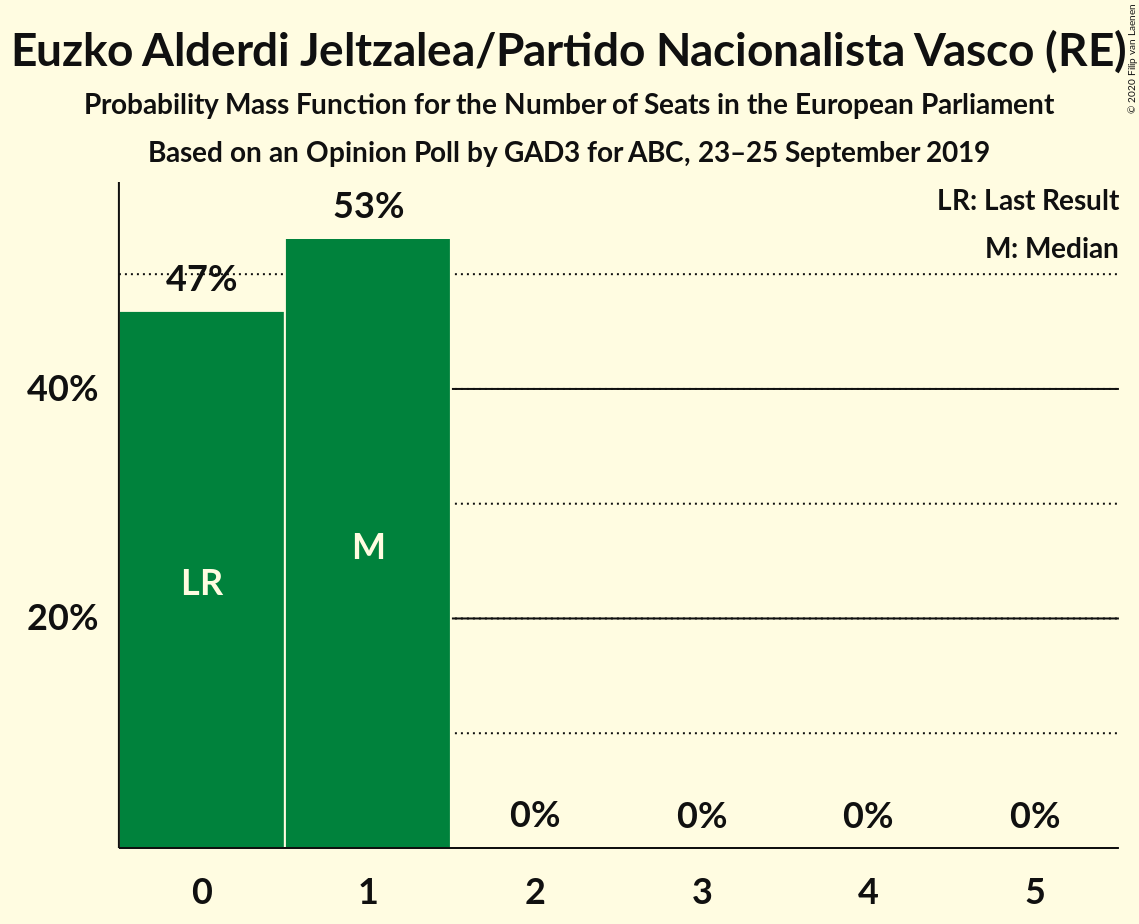 Euzko Alderdi Jeltzalea/Partido Nacionalista Vasco (RE)
Probability Mass Function for the Number of Seats in the European Parliament
Based on an Opinion Poll by GAD3 for ABC, 23–25 September 2019
© 2020 Filip van Laenen
LR: Last Result
M: Median
53%
47%
40%
20%
M
LR
0% 0% 0% 0%
0 1 2 3 4 5